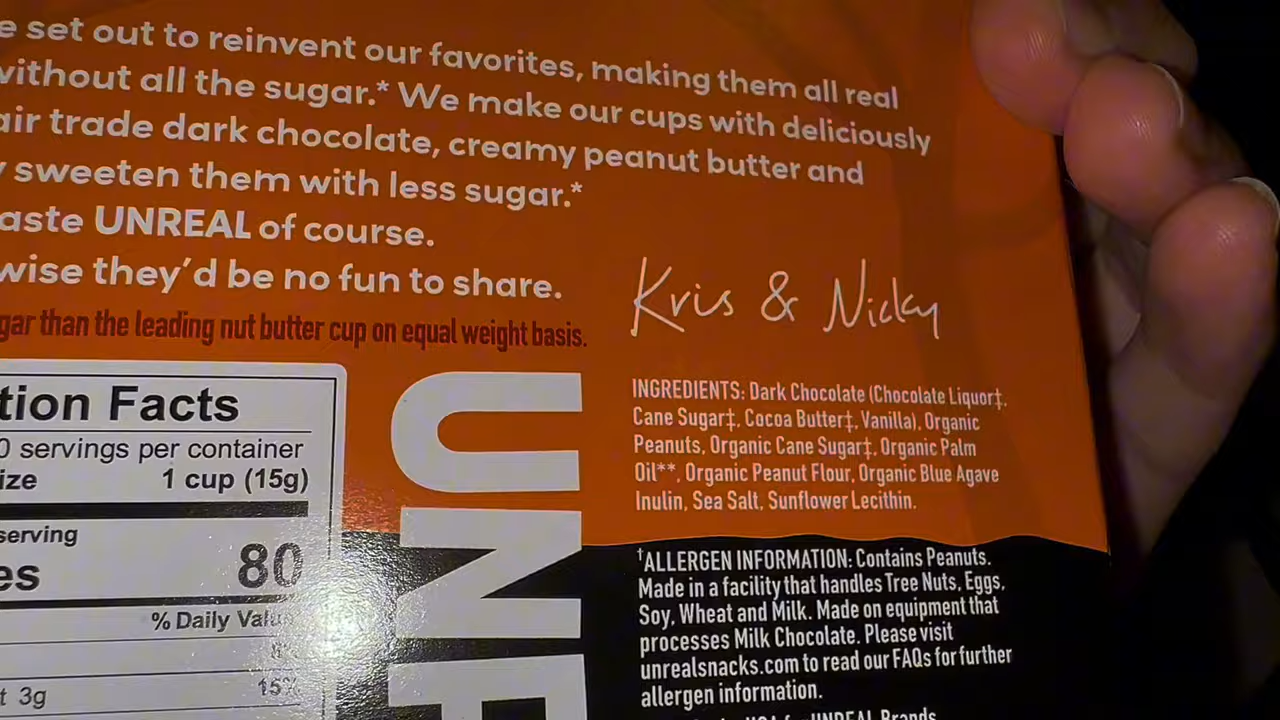 e set out to reinvent our favorites, making them all real
without all the sugar.* We make our cups with deliciously
air trade dark chocolate, creamy peanut butter and
y sweeten them with less sugar.*
aste UNREAL of course.
wise they'd be no fun to share.
gar than the leading nut butter cup on equal weight basis.
Kris & Nicky
tion Facts
0 servings per container
ize 1 cup (15g)
serving
es 80
% Daily Value
t 3g 15%
UNRE
INGREDIENTS: Dark Chocolate (Chocolate Liquor‡,
Cane Sugar‡, Cocoa Butter‡, Vanilla), Organic
Peanuts, Organic Cane Sugar‡, Organic Palm
Oil**, Organic Peanut Flour, Organic Blue Agave
Inulin, Sea Salt, Sunflower Lecithin.
†ALLERGEN INFORMATION: Contains Peanuts.
Made in a facility that handles Tree Nuts, Eggs,
Soy, Wheat and Milk. Made on equipment that
processes Milk Chocolate. Please visit
unrealsnacks.com to read our FAQs for further
allergen information.
USA for UNREAL Brands